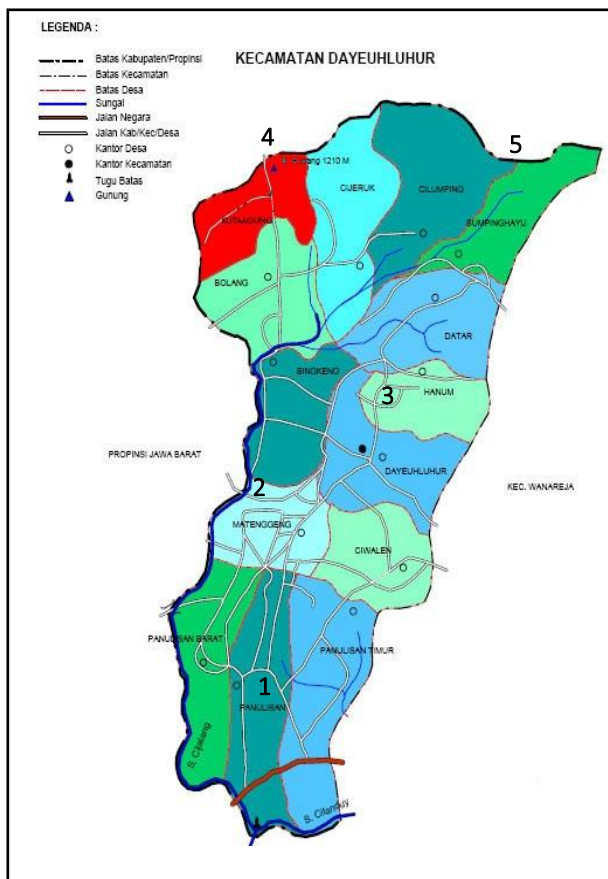 LEGENDA :
KECAMATAN DAYEUHLUHUR
Batas Kabupaten/Propinsi
Batas Kecamatan
Batas Desa
Sungai
Jalan Negara
Jalan Kab/Kec/Desa
Kantor Desa
Kantor Kecamatan
Tugu Batas
Gunung
4
5
1210 M
CIJERUK
CILUMPING
KUTAAGUNG
SUMPINGHAYU
BOLANG
DATAR
BINGKENG
HANUM
3
PROPINSI JAWA BARAT
DAYEUHLUHUR
KEC. WANAREJA
2
MATENGGENG
CIWALEN
PANULISAN BARAT
PANULISAN TIMUR
1
PANULISAN
S. Cijalang
S. Citanduy